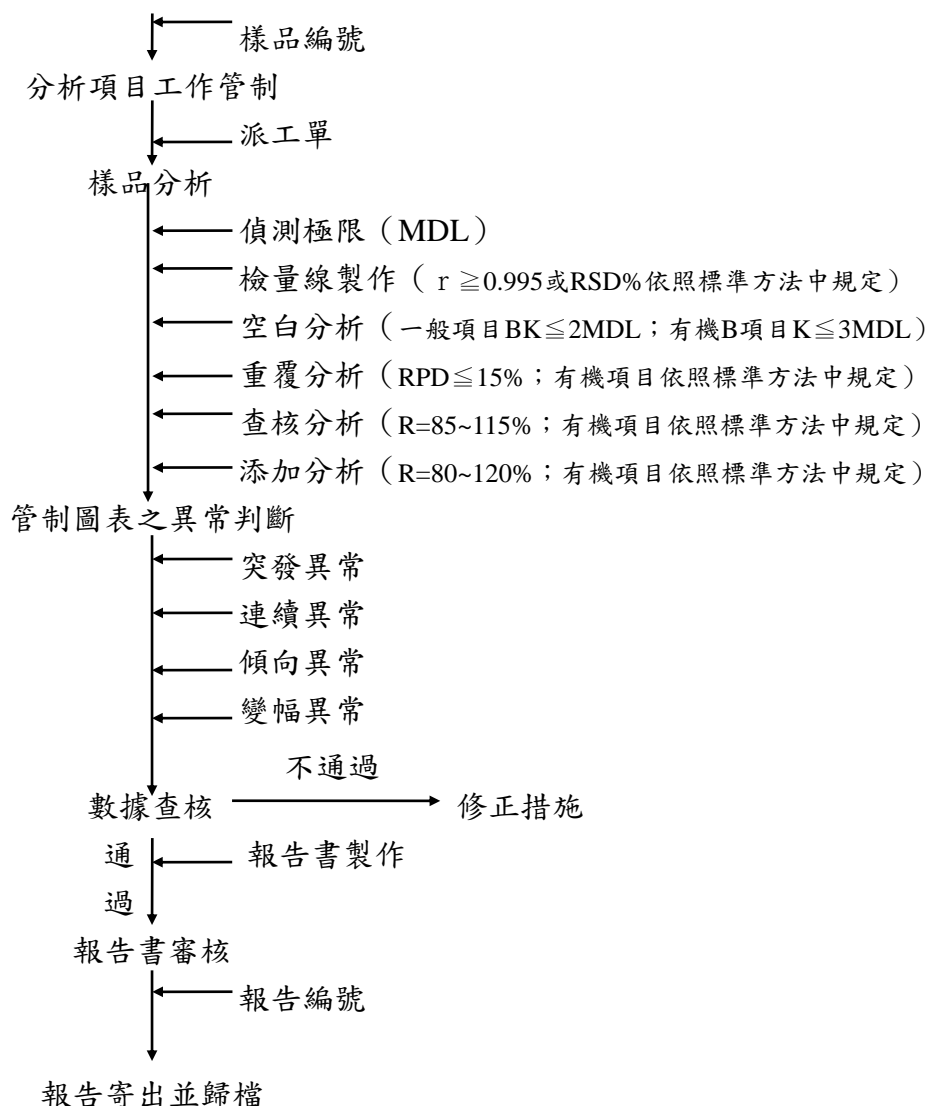 樣品編號
分析項目工作管制
派工單
樣品分析
偵測極限（MDL）
檢量線製作（ r ≧0.995或RSD%依照標準方法中規定）
空白分析（一般項目BK≦2MDL；有機B項目K≦3MDL）
重覆分析（RPD≦15%；有機項目依照標準方法中規定）
查核分析（R=85~115%；有機項目依照標準方法中規定）
添加分析（R=80~120%；有機項目依照標準方法中規定）
管制圖表之異常判斷
突發異常
連續異常
傾向異常
變幅異常
不通過
數據查核 修正措施
通 報告書製作
過
報告書審核
報告編號
報告寄出並歸檔